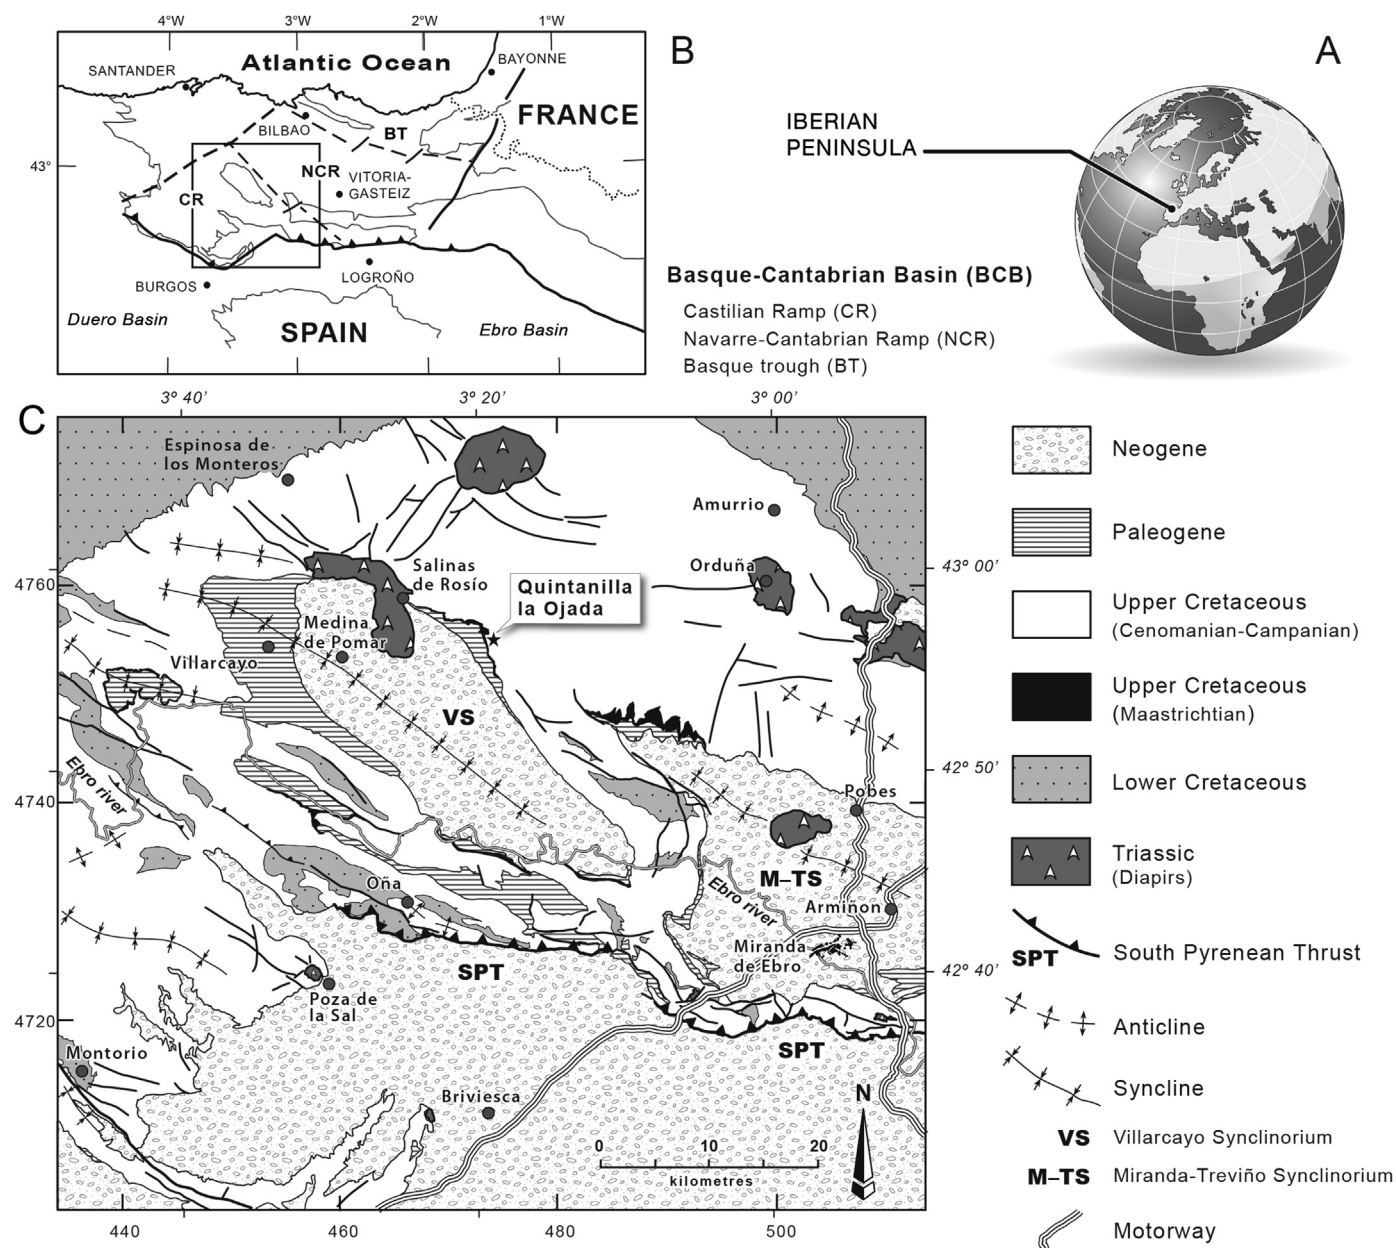 4°W
3°W
2°W
1°W
B
A
Atlantic Ocean
SANTANDER
BAYONNE
FRANCE
BILBAO
BT
43°
NCR
VITORIA-
GASTEIZ
CR
LOGROÑO
BURGOS
Duero Basin
SPAIN
Ebro Basin
IBERIAN
PENINSULA
Basque-Cantabrian Basin (BCB)
Castilian Ramp (CR)
Navarre-Cantabrian Ramp (NCR)
Basque trough (BT)
C
3° 40’
3° 20’
3° 00’
Espinosa de
los Monteros
Amurrio
Orduña
43° 00’
4760
Salinas
de Rosío
Quintanilla
la Ojada
Medina
de Pomar
Villarcayo
VS
Ebro river
42° 50’
4740
Pobes
Oña
M–TS
Ebro river
Armiñon
Miranda
de Ebro
SPT
42° 40’
Poza de
la Sal
4720
Montorio
SPT
Briviesca
N
0
10
20
kilometres
440
460
480
500
Neogene
Paleogene
Upper Cretaceous
(Cenomanian-Campanian)
Upper Cretaceous
(Maastrichtian)
Lower Cretaceous
Triassic
(Diapirs)
SPT
South Pyrenean Thrust
Anticline
Syncline
VS
Villarcayo Synclinorium
M–TS
Miranda-Treviño Synclinorium
Motorway